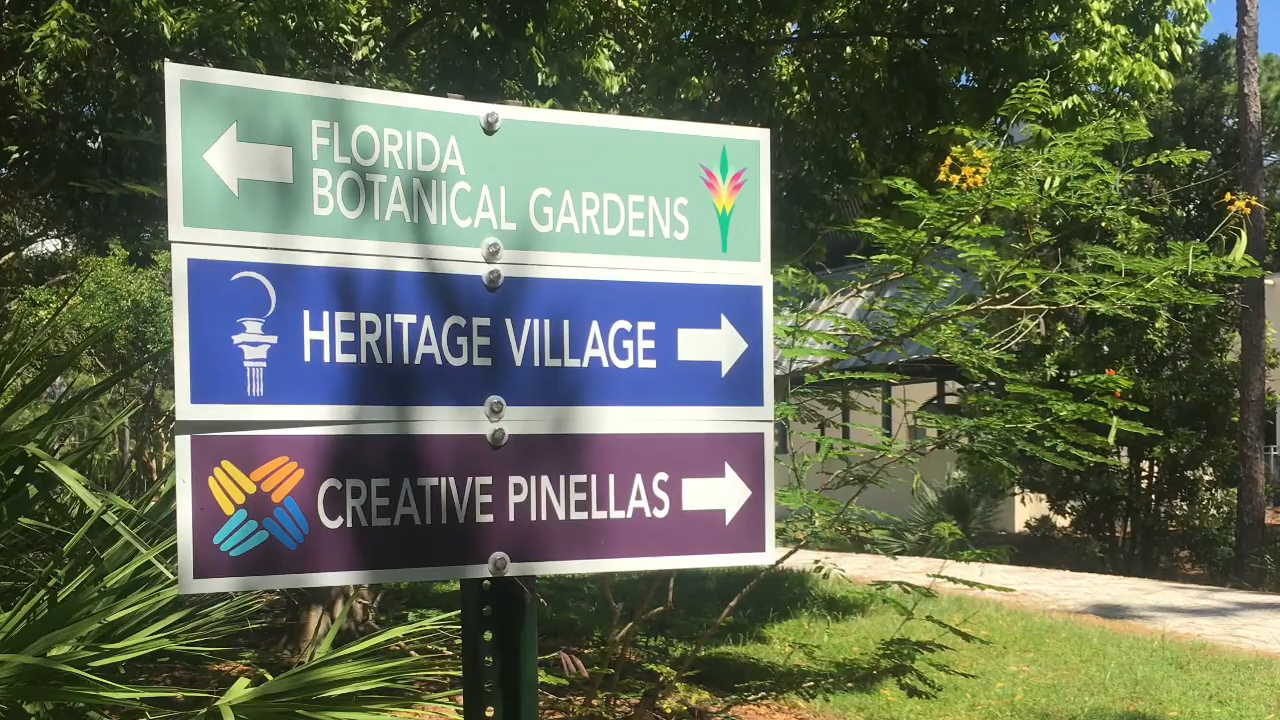 FLORIDA
BOTANICAL GARDENS
HERITAGE VILLAGE
CREATIVE PINELLAS